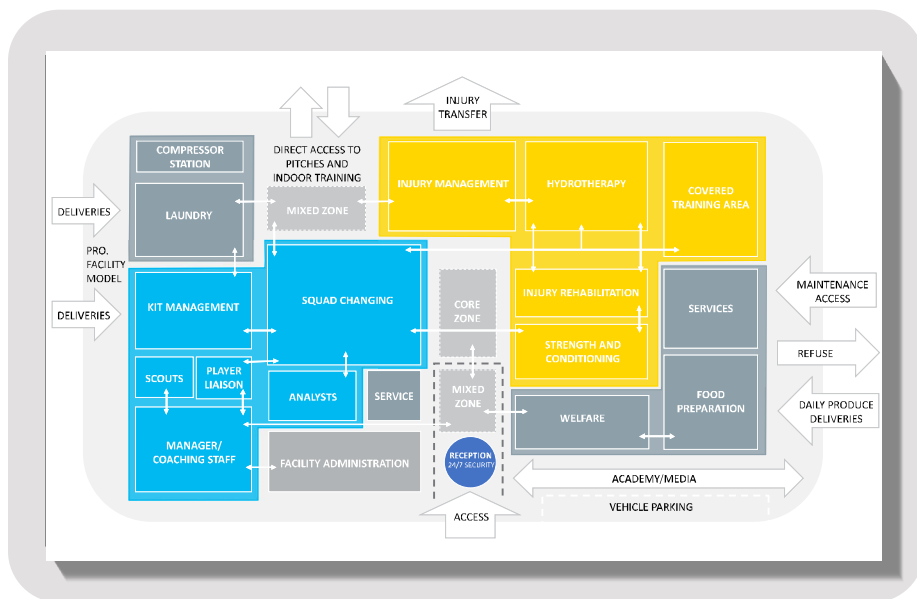 INJURY
TRANSFER
COMPRESSOR
STATION
DIRECT ACCESS TO
PITCHES AND
INDOOR TRAINING
INJURY MANAGEMENT
HYDROTHERAPY
COVERED
TRAINING AREA
DELIVERIES
LAUNDRY
MIXED ZONE
PRO.
FACILITY
MODEL
DELIVERIES
KIT MANAGEMENT
SQUAD CHANGING
CORE
ZONE
INJURY REHABILITATION
SERVICES
MAINTENANCE
ACCESS
STRENGTH AND
CONDITIONING
REFUSE
SCOUTS
PLAYER
LIAISON
ANALYSTS
SERVICE
MIXED
ZONE
WELFARE
FOOD
PREPARATION
DAILY PRODUCE
DELIVERIES
MANAGER/
COACHING STAFF
FACILITY ADMINISTRATION
RECEPTION
24/7 SECURITY
ACADEMY/MEDIA
VEHICLE PARKING
ACCESS